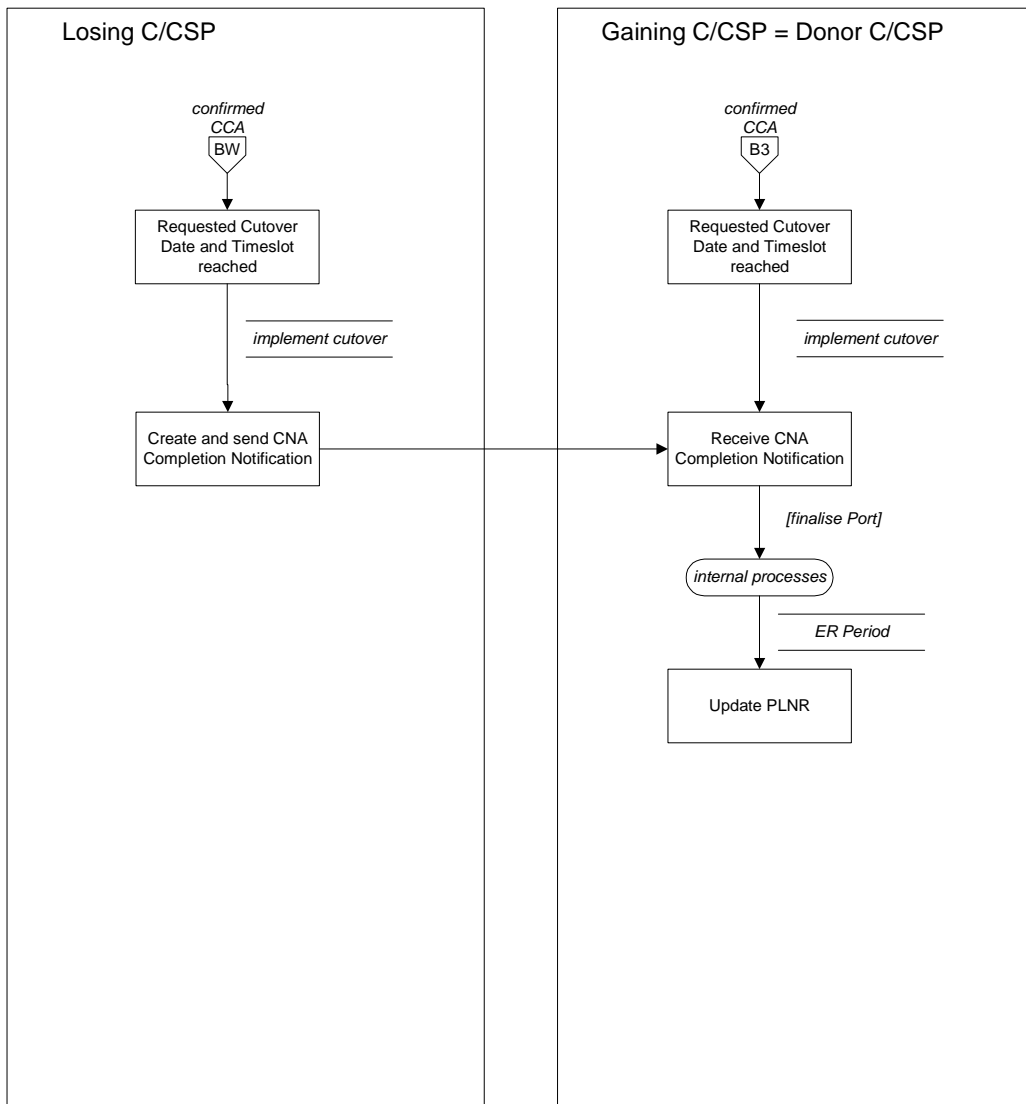 Losing C/CSP
confirmed
CCA
BW
Requested Cutover
Date and Timeslot
reached
implement cutover
Create and send CNA
Completion Notification
Gaining C/CSP = Donor C/CSP
confirmed
CCA
B3
Requested Cutover
Date and Timeslot
reached
implement cutover
Receive CNA
Completion Notification
[finalise Port]
internal processes
ER Period
Update PLNR